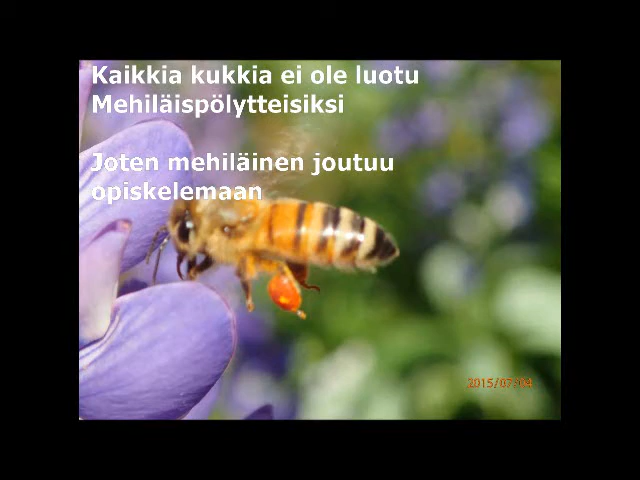 Kaikkia kukkia ei ole luotu
Mehiläispölytteisiksi
Joten mehiläinen joutuu
opiskelemaan
2015/07/04